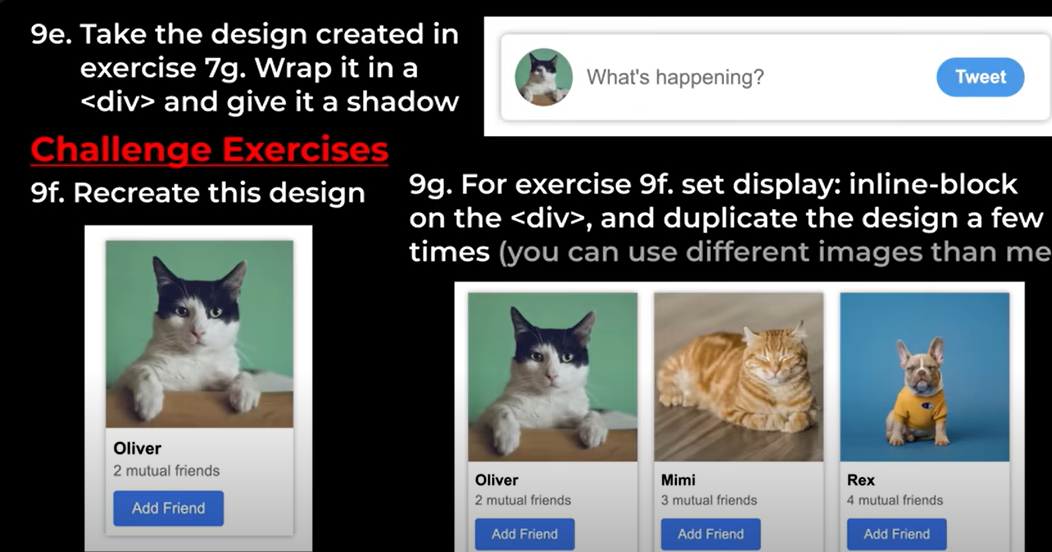 9e. Take the design created in
exercise 7g. Wrap it in a
<div> and give it a shadow
What's happening?
Tweet
Challenge Exercises
9f. Recreate this design
Oliver
2 mutual friends
Add Friend
9g. For exercise 9f. set display: inline-block
on the <div>, and duplicate the design a few
times (you can use different images than me
Oliver
2 mutual friends
Add Friend
Mimi
3 mutual friends
Add Friend
Rex
4 mutual friends
Add Friend